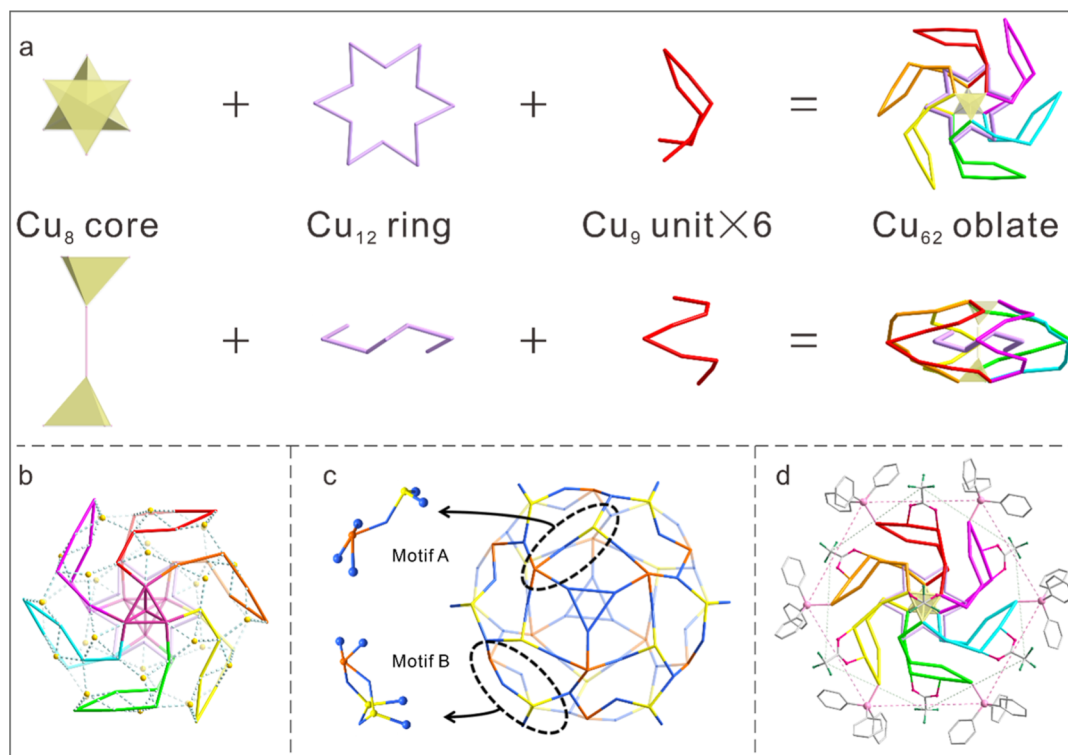 a
+ + =
Cu₈ core Cu₁₂ ring Cu₉ unit×6 Cu₆₂ oblate
+ + =
b c d
Motif A
Motif B